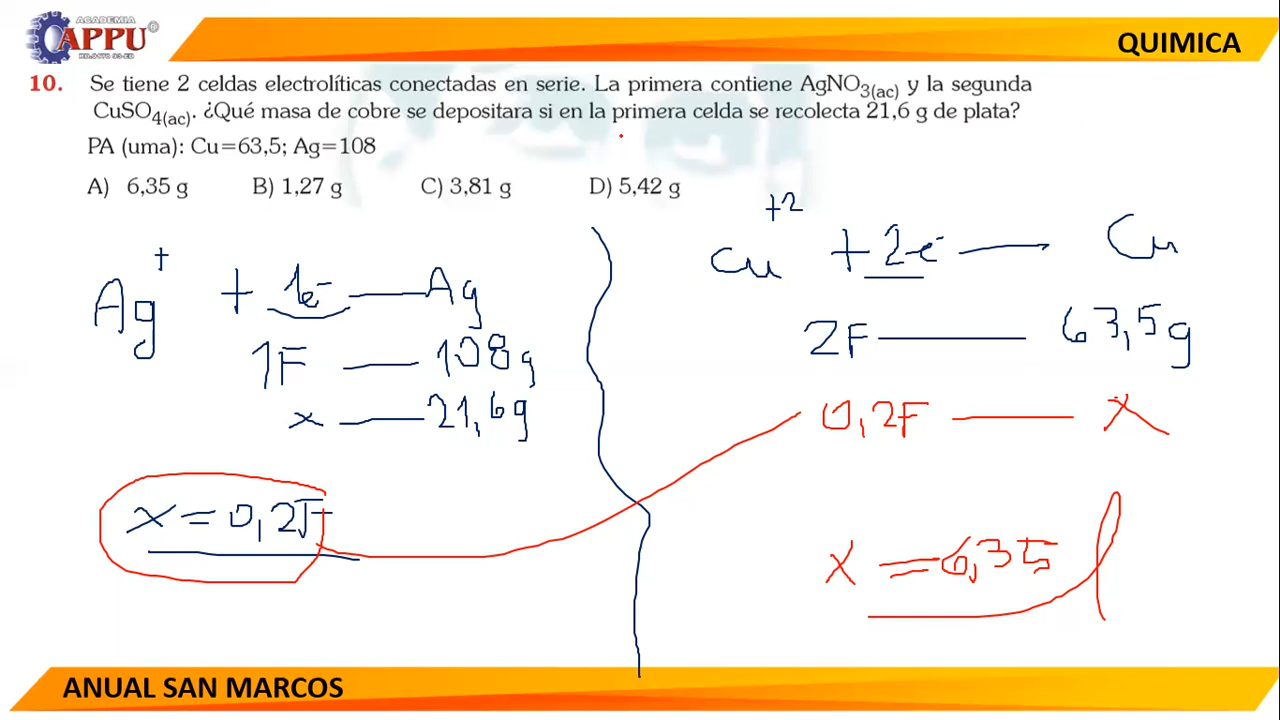 ACADEMIA
APPU
QUIMICA
10. Se tiene 2 celdas electrolíticas conectadas en serie. La primera contiene AgNO3(ac) y la segunda
CuSO4(ac). ¿Qué masa de cobre se depositara si en la primera celda se recolecta 21,6 g de plata?
PA (uma): Cu=63,5; Ag=108
A) 6,35 g B) 1,27 g C) 3,81 g D) 5,42 g
Ag+ + 1e- — Ag
1F — 108g
x — 21,6g
x = 0,2F
Cu+2 + 2e- — Cu
2F — 63,5g
0,2F — x
x = 6,35
ANUAL SAN MARCOS